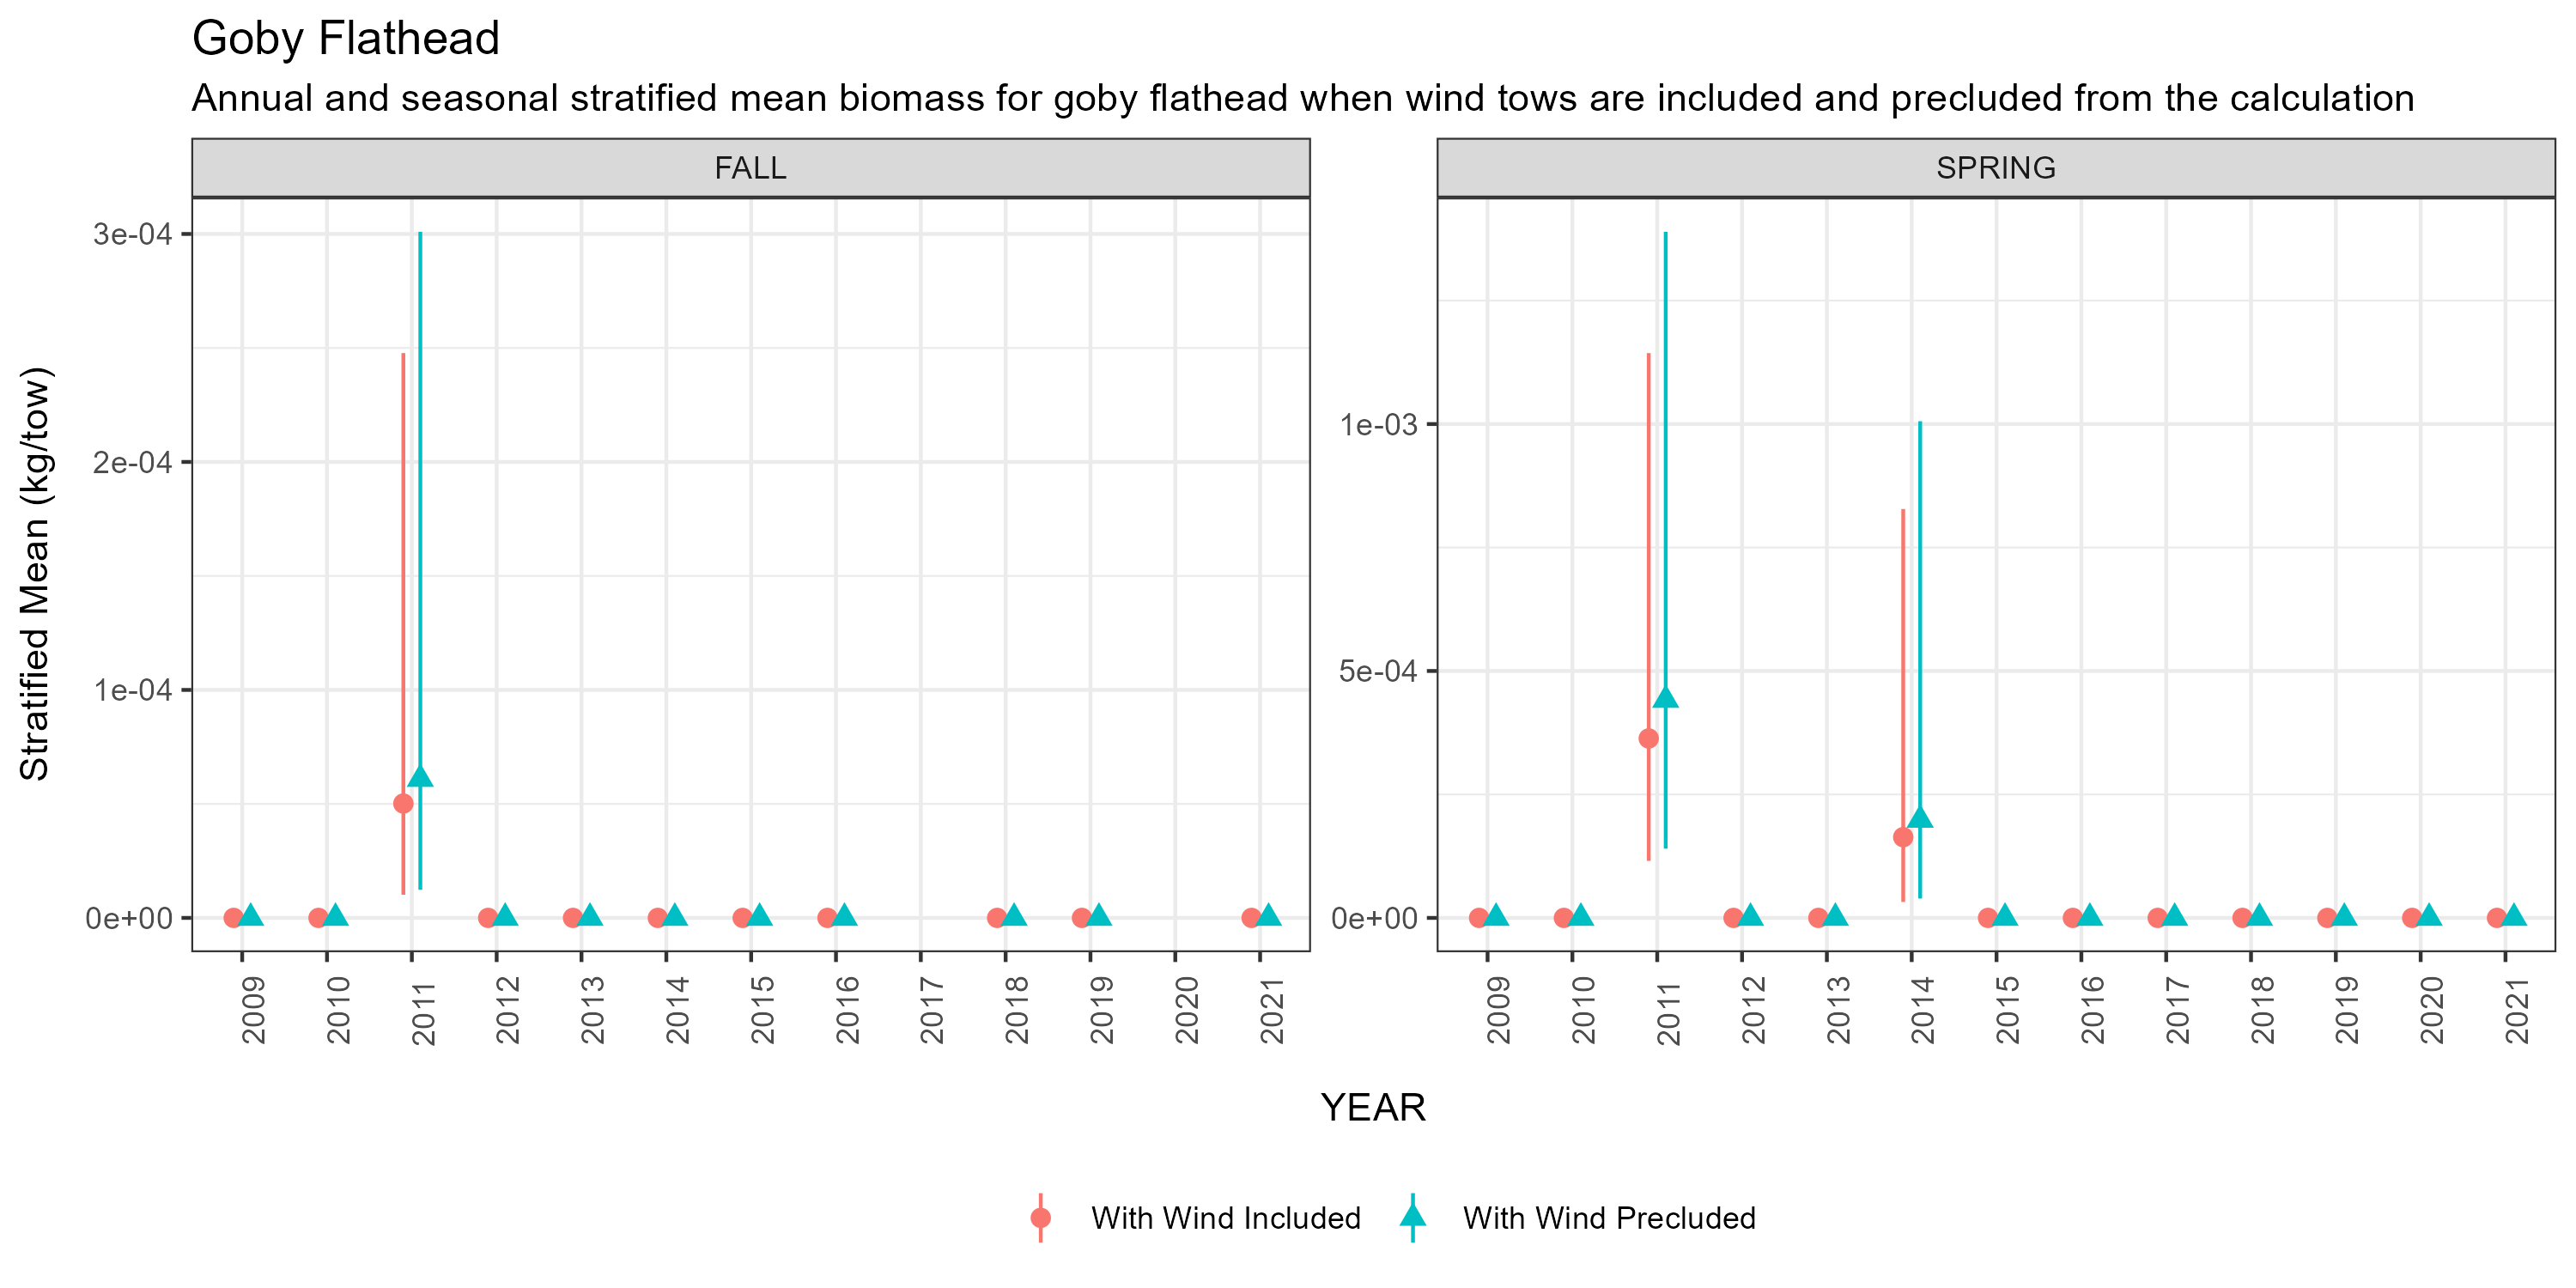 Goby Flathead
Annual and seasonal stratified mean biomass for goby flathead when wind tows are included and precluded from the calculation
FALL
SPRING
Stratified Mean (kg/tow)
3e-04
2e-04
1e-04
0e+00
1e-03
5e-04
0e+00
2009
2010
2011
2012
2013
2014
2015
2016
2017
2018
2019
2020
2021
2009
2010
2011
2012
2013
2014
2015
2016
2017
2018
2019
2020
2021
YEAR
With Wind Included
With Wind Precluded